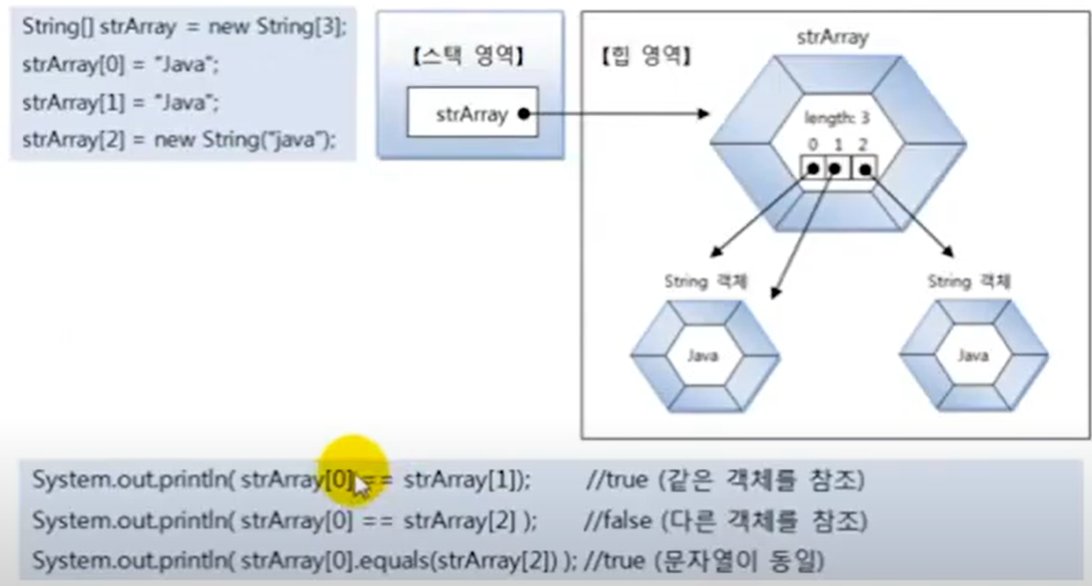 String[] strArray = new String[3];
strArray[0] = "Java";
strArray[1] = "Java";
strArray[2] = new String("java");
【스택 영역】
strArray
【힙 영역】
strArray
length: 3
0 1 2
String 객체
Java
String 객체
Java
System.out.println( strArray[0] == strArray[1]); //true (같은 객체를 참조)
System.out.println( strArray[0] == strArray[2] ); //false (다른 객체를 참조)
System.out.println( strArray[0].equals(strArray[2]) ); //true (문자열이 동일)